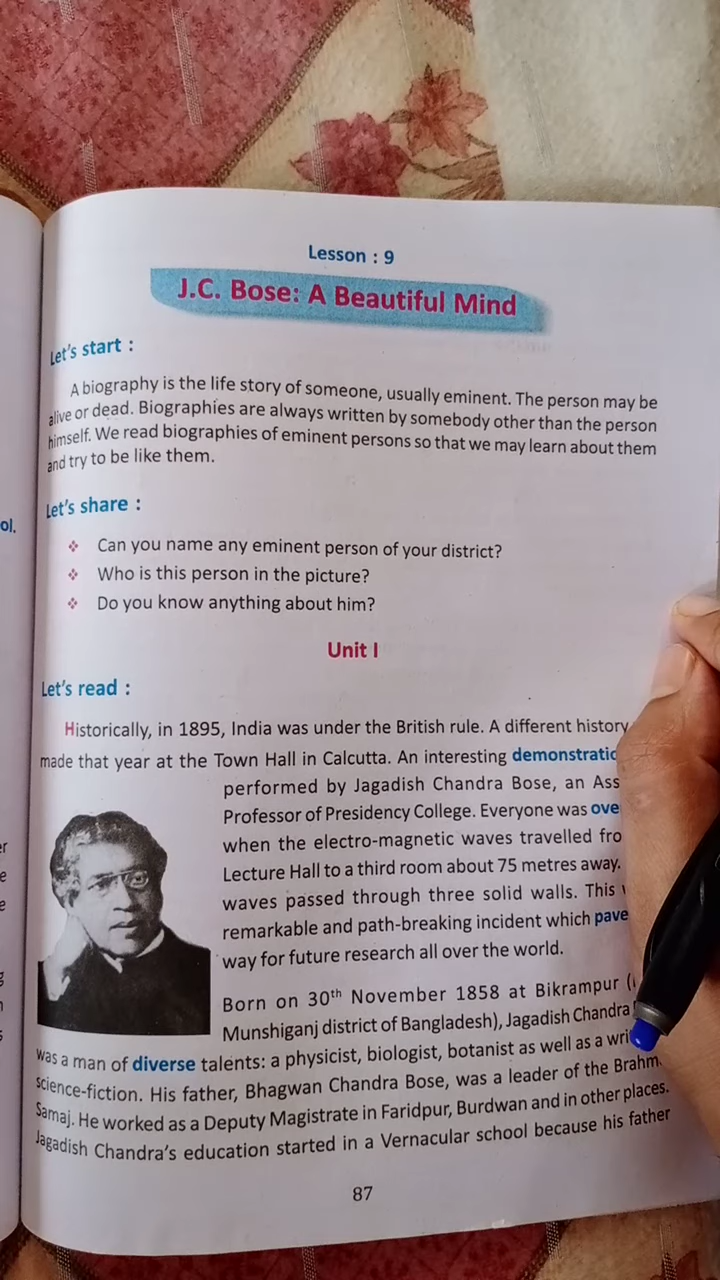 Lesson : 9
J.C. Bose: A Beautiful Mind
Let's start :
A biography is the life story of someone, usually eminent. The person may be
alive or dead. Biographies are always written by somebody other than the person
himself. We read biographies of eminent persons so that we may learn about them
and try to be like them.
ol.
Let's share :
❖ Can you name any eminent person of your district?
❖ Who is this person in the picture?
❖ Do you know anything about him?
Unit I
Let's read :
Historically, in 1895, India was under the British rule. A different history
made that year at the Town Hall in Calcutta. An interesting demonstratio
performed by Jagadish Chandra Bose, an Ass
Professor of Presidency College. Everyone was ove
when the electro-magnetic waves travelled fro
Lecture Hall to a third room about 75 metres away.
waves passed through three solid walls. This
remarkable and path-breaking incident which pave
way for future research all over the world.
Born on 30th November 1858 at Bikrampur (
Munshiganj district of Bangladesh), Jagadish Chandra
was a man of diverse talents: a physicist, biologist, botanist as well as a wri
science-fiction. His father, Bhagwan Chandra Bose, was a leader of the Brahm
Samaj. He worked as a Deputy Magistrate in Faridpur, Burdwan and in other places.
Jagadish Chandra's education started in a Vernacular school because his father
87